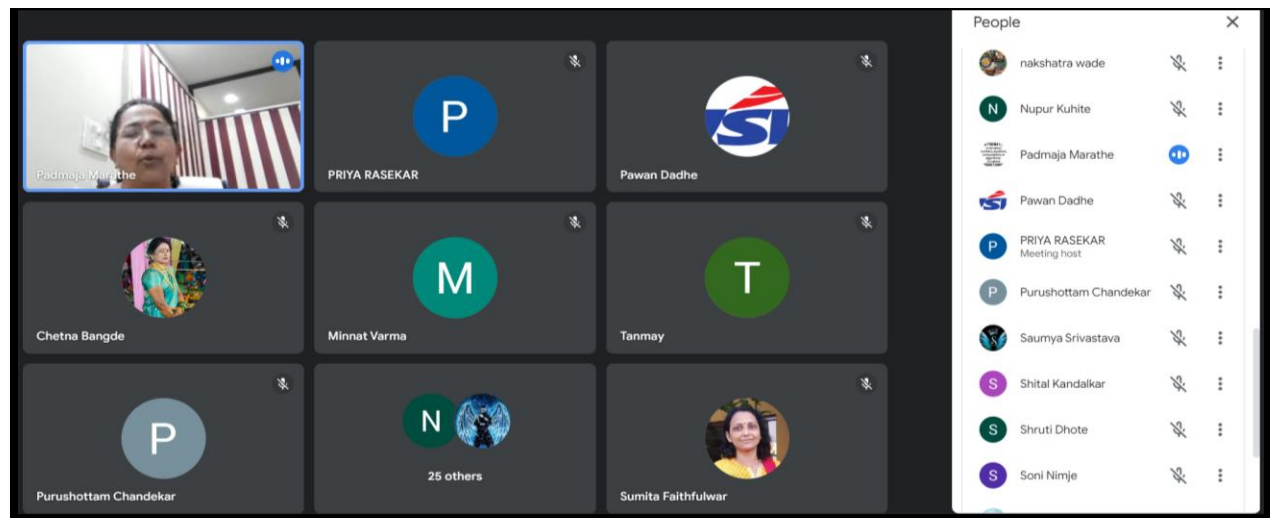 Padmaja Marathe
P
PRIYA RASEKAR
Pawan Dadhe
Chetna Bangde
M
Minnat Varma
T
Tanmay
P
Purushottam Chandekar
N
25 others
Sumita Faithfulwar
People
nakshatra wade
N
Nupur Kuhite
Padmaja Marathe
Pawan Dadhe
P
PRIYA RASEKAR
Meeting host
P
Purushottam Chandekar
Saumya Srivastava
S
Shital Kandalkar
S
Shruti Dhote
S
Soni Nimje